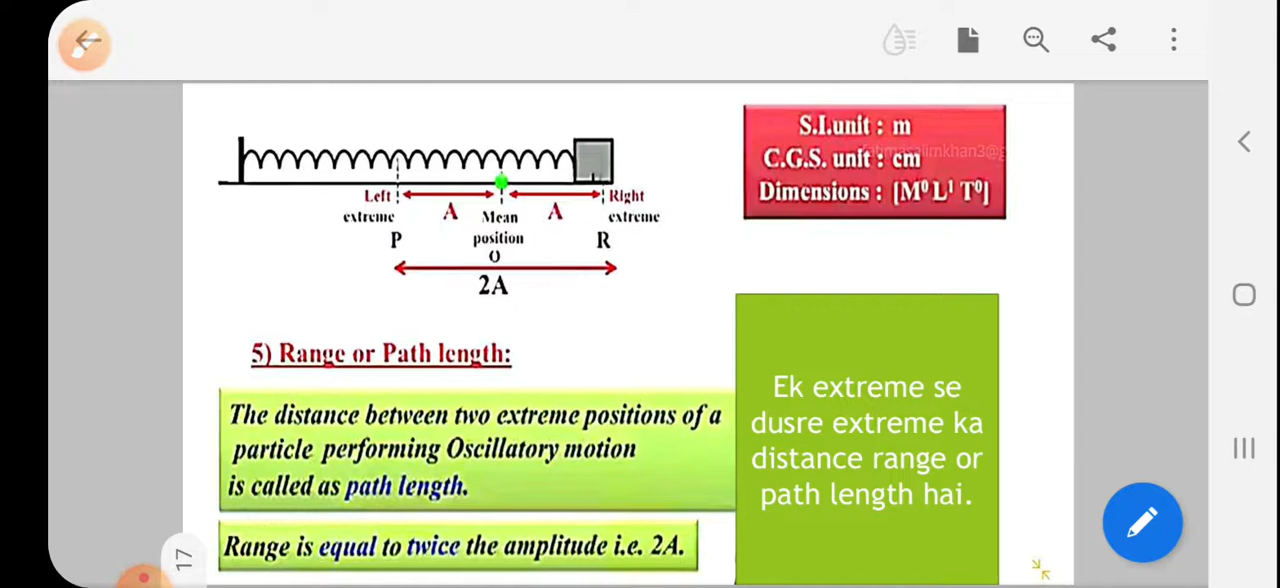 S.I.unit : m
C.G.S. unit : cm
Dimensions : [M⁰ L¹ T⁰]
Left
extreme
P
A
Mean
position
O
A
Right
extreme
R
2A
5) Range or Path length:
The distance between two extreme positions of a
particle performing Oscillatory motion
is called as path length.
Range is equal to twice the amplitude i.e. 2A.
Ek extreme se
dusre extreme ka
distance range or
path length hai.
17